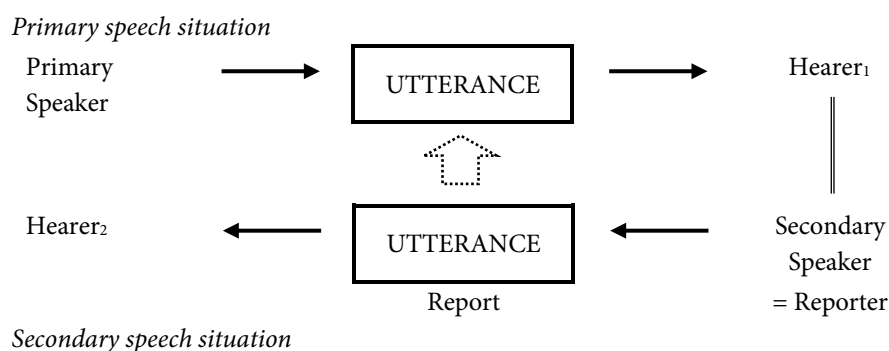 Primary speech situation
Primary Speaker
UTTERANCE
Hearer₁
Hearer₂
UTTERANCE
Secondary Speaker
Report
= Reporter
Secondary speech situation